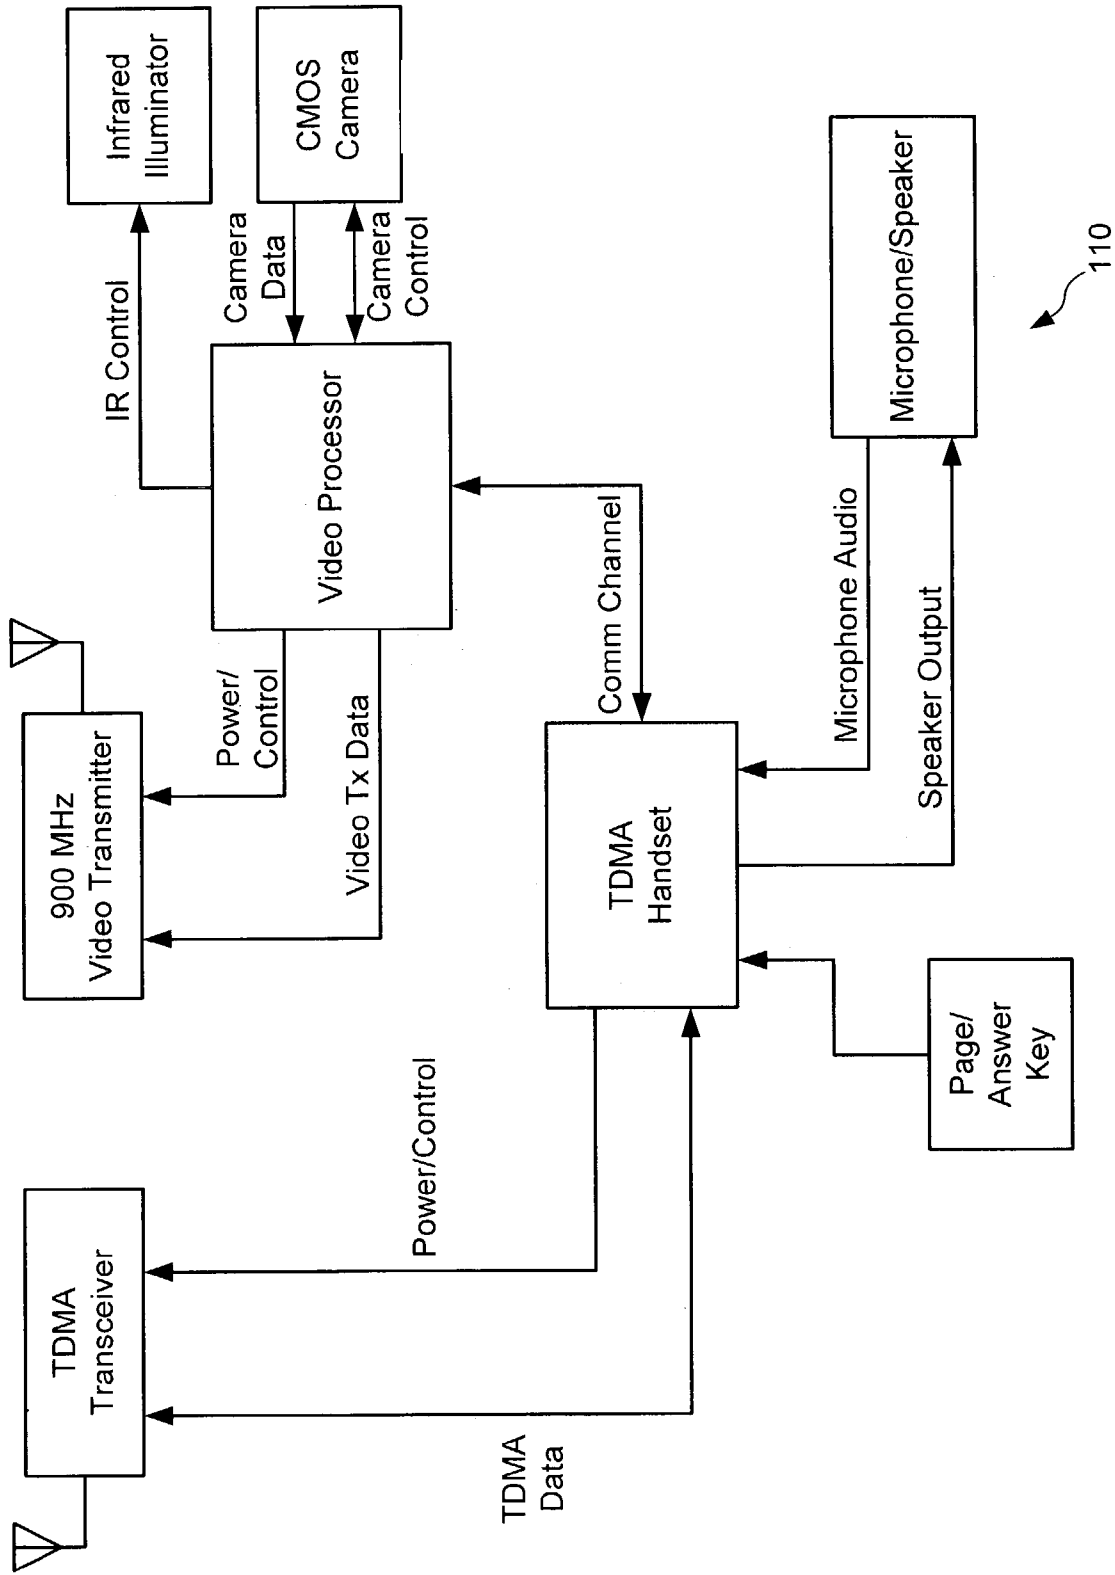 TDMA
Transceiver
900 MHz
Video Transmitter
IR Control
Infrared
Illuminator
Power/
Control
Camera
Data
CMOS
Camera
Video Tx Data
Video Processor
Camera
Control
Power/Control
TDMA
Data
Comm Channel
TDMA
Handset
Microphone Audio
Speaker Output
Microphone/Speaker
Page/
Answer
Key
110